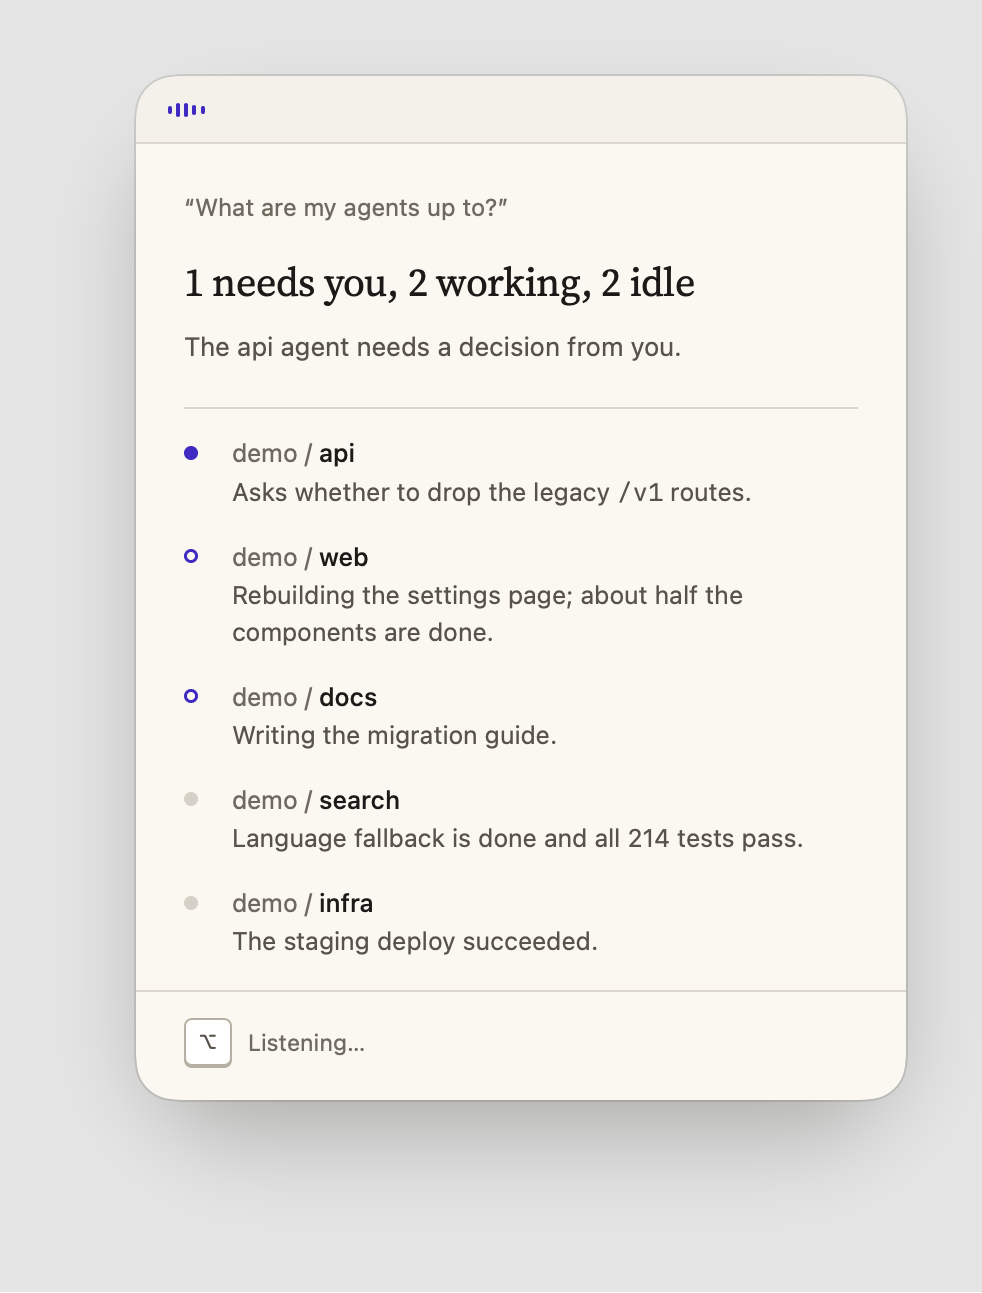 “What are my agents up to?”
1 needs you, 2 working, 2 idle
The api agent needs a decision from you.
demo / api
Asks whether to drop the legacy /v1 routes.
demo / web
Rebuilding the settings page; about half the
components are done.
demo / docs
Writing the migration guide.
demo / search
Language fallback is done and all 214 tests pass.
demo / infra
The staging deploy succeeded.
⌥ Listening…